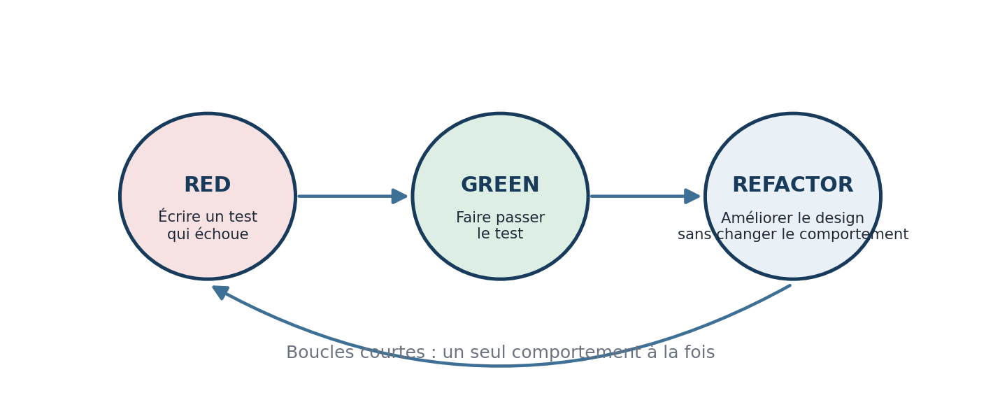 RED
Écrire un test
qui échoue
GREEN
Faire passer
le test
REFACTOR
Améliorer le design
sans changer le comportement
Boucles courtes : un seul comportement à la fois